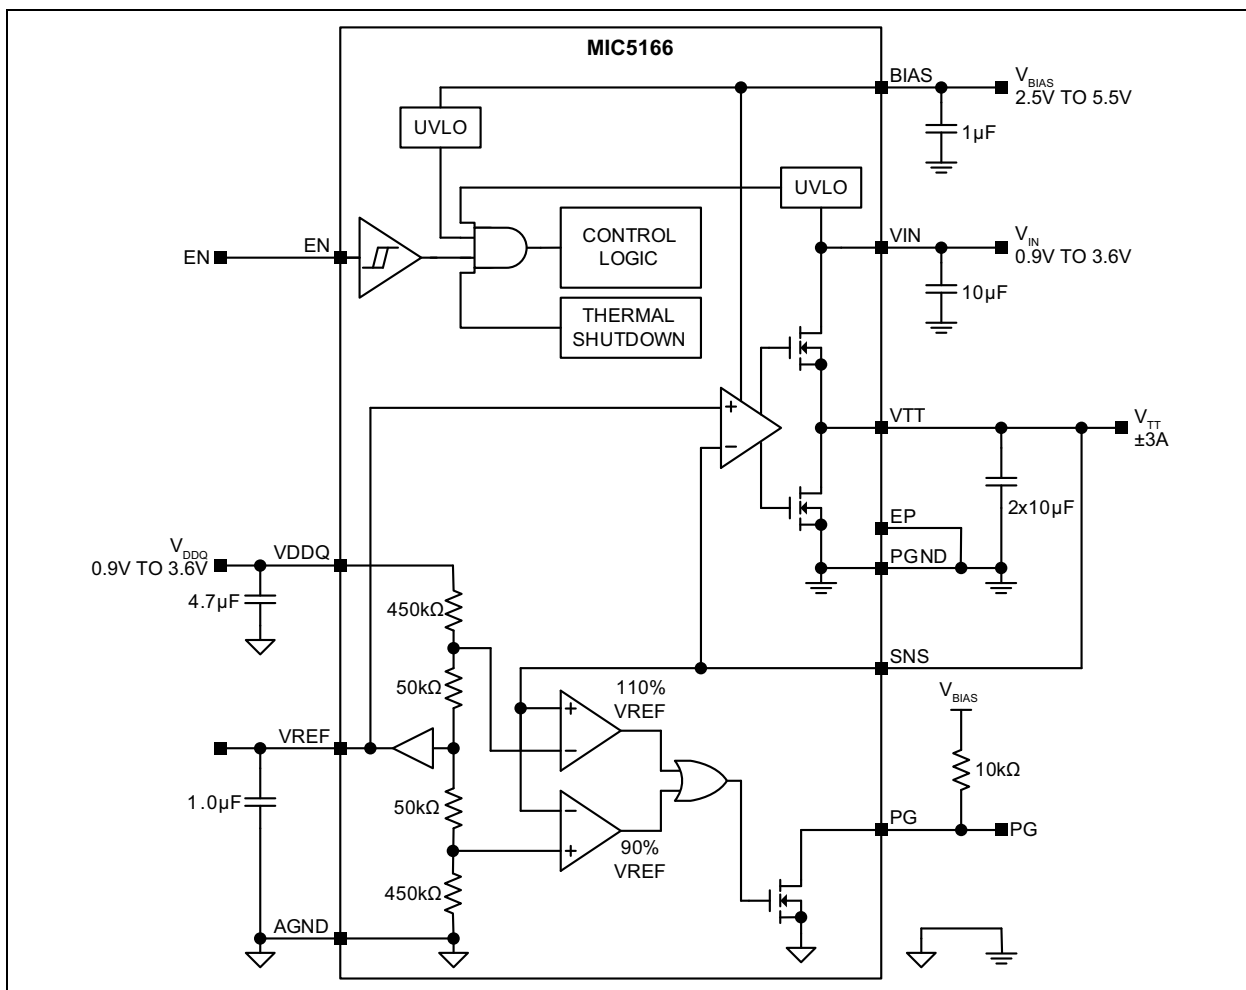 MIC5166
BIAS
V_BIAS
2.5V TO 5.5V
UVLO
1µF
UVLO
EN
EN
CONTROL
LOGIC
VIN
V_IN
0.9V TO 3.6V
10µF
THERMAL
SHUTDOWN
+
−
VTT
V_TT
±3A
2x10µF
EP
PGND
V_DDQ
0.9V TO 3.6V
VDDQ
4.7µF
450kΩ
SNS
50kΩ
110%
VREF
V_BIAS
+
−
VREF
10kΩ
1.0µF
50kΩ
−
+
90%
VREF
PG
PG
450kΩ
AGND